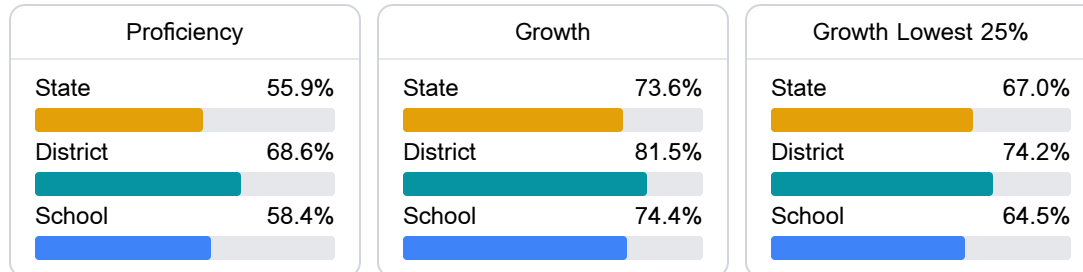 Proficiency
State 55.9%
District 68.6%
School 58.4%
Growth
State 73.6%
District 81.5%
School 74.4%
Growth Lowest 25%
State 67.0%
District 74.2%
School 64.5%